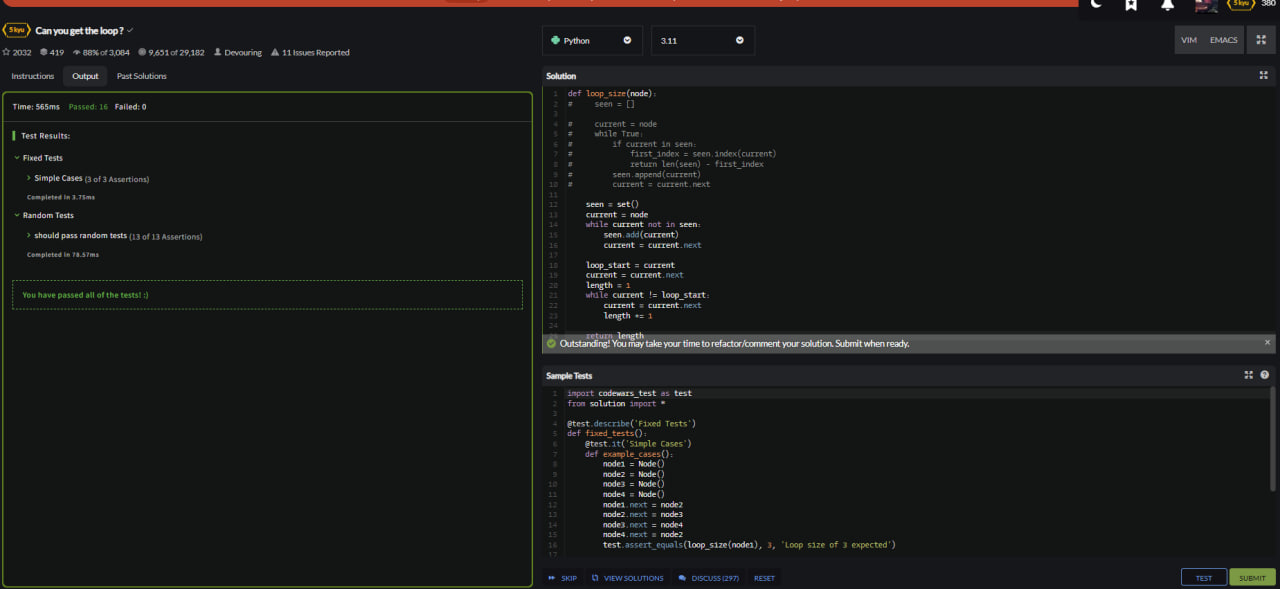 5 kyu
380
5 kyu Can you get the loop ?
2032 419 88% of 3,084 9,651 of 29,182 Devouring 11 Issues Reported
Instructions Output Past Solutions
Time: 565ms Passed: 16 Failed: 0
Test Results:
Fixed Tests
Simple Cases (3 of 3 Assertions)
Completed in 3.75ms
Random Tests
should pass random tests (13 of 13 Assertions)
Completed in 78.57ms
You have passed all of the tests! :)
Python 3.11 VIM EMACS
Solution
1 def loop_size(node):
2 #     seen = []
3
4 #     current = node
5 #     while True:
6 #         if current in seen:
7 #             first_index = seen.index(current)
8 #             return len(seen) - first_index
9 #         seen.append(current)
10 #         current = current.next
11
12     seen = set()
13     current = node
14     while current not in seen:
15         seen.add(current)
16         current = current.next
17
18     loop_start = current
19     current = current.next
20     length = 1
21     while current != loop_start:
22         current = current.next
23         length += 1
24
25     return length
Outstanding! You may take your time to refactor/comment your solution. Submit when ready.
Sample Tests
1 import codewars_test as test
2 from solution import *
3
4 @test.describe('Fixed Tests')
5 def fixed_tests():
6     @test.it('Simple Cases')
7     def example_cases():
8         node1 = Node()
9         node2 = Node()
10         node3 = Node()
11         node4 = Node()
12         node1.next = node2
13         node2.next = node3
14         node3.next = node4
15         node4.next = node2
16         test.assert_equals(loop_size(node1), 3, 'Loop size of 3 expected')
17
SKIP VIEW SOLUTIONS DISCUSS (297) RESET TEST SUBMIT